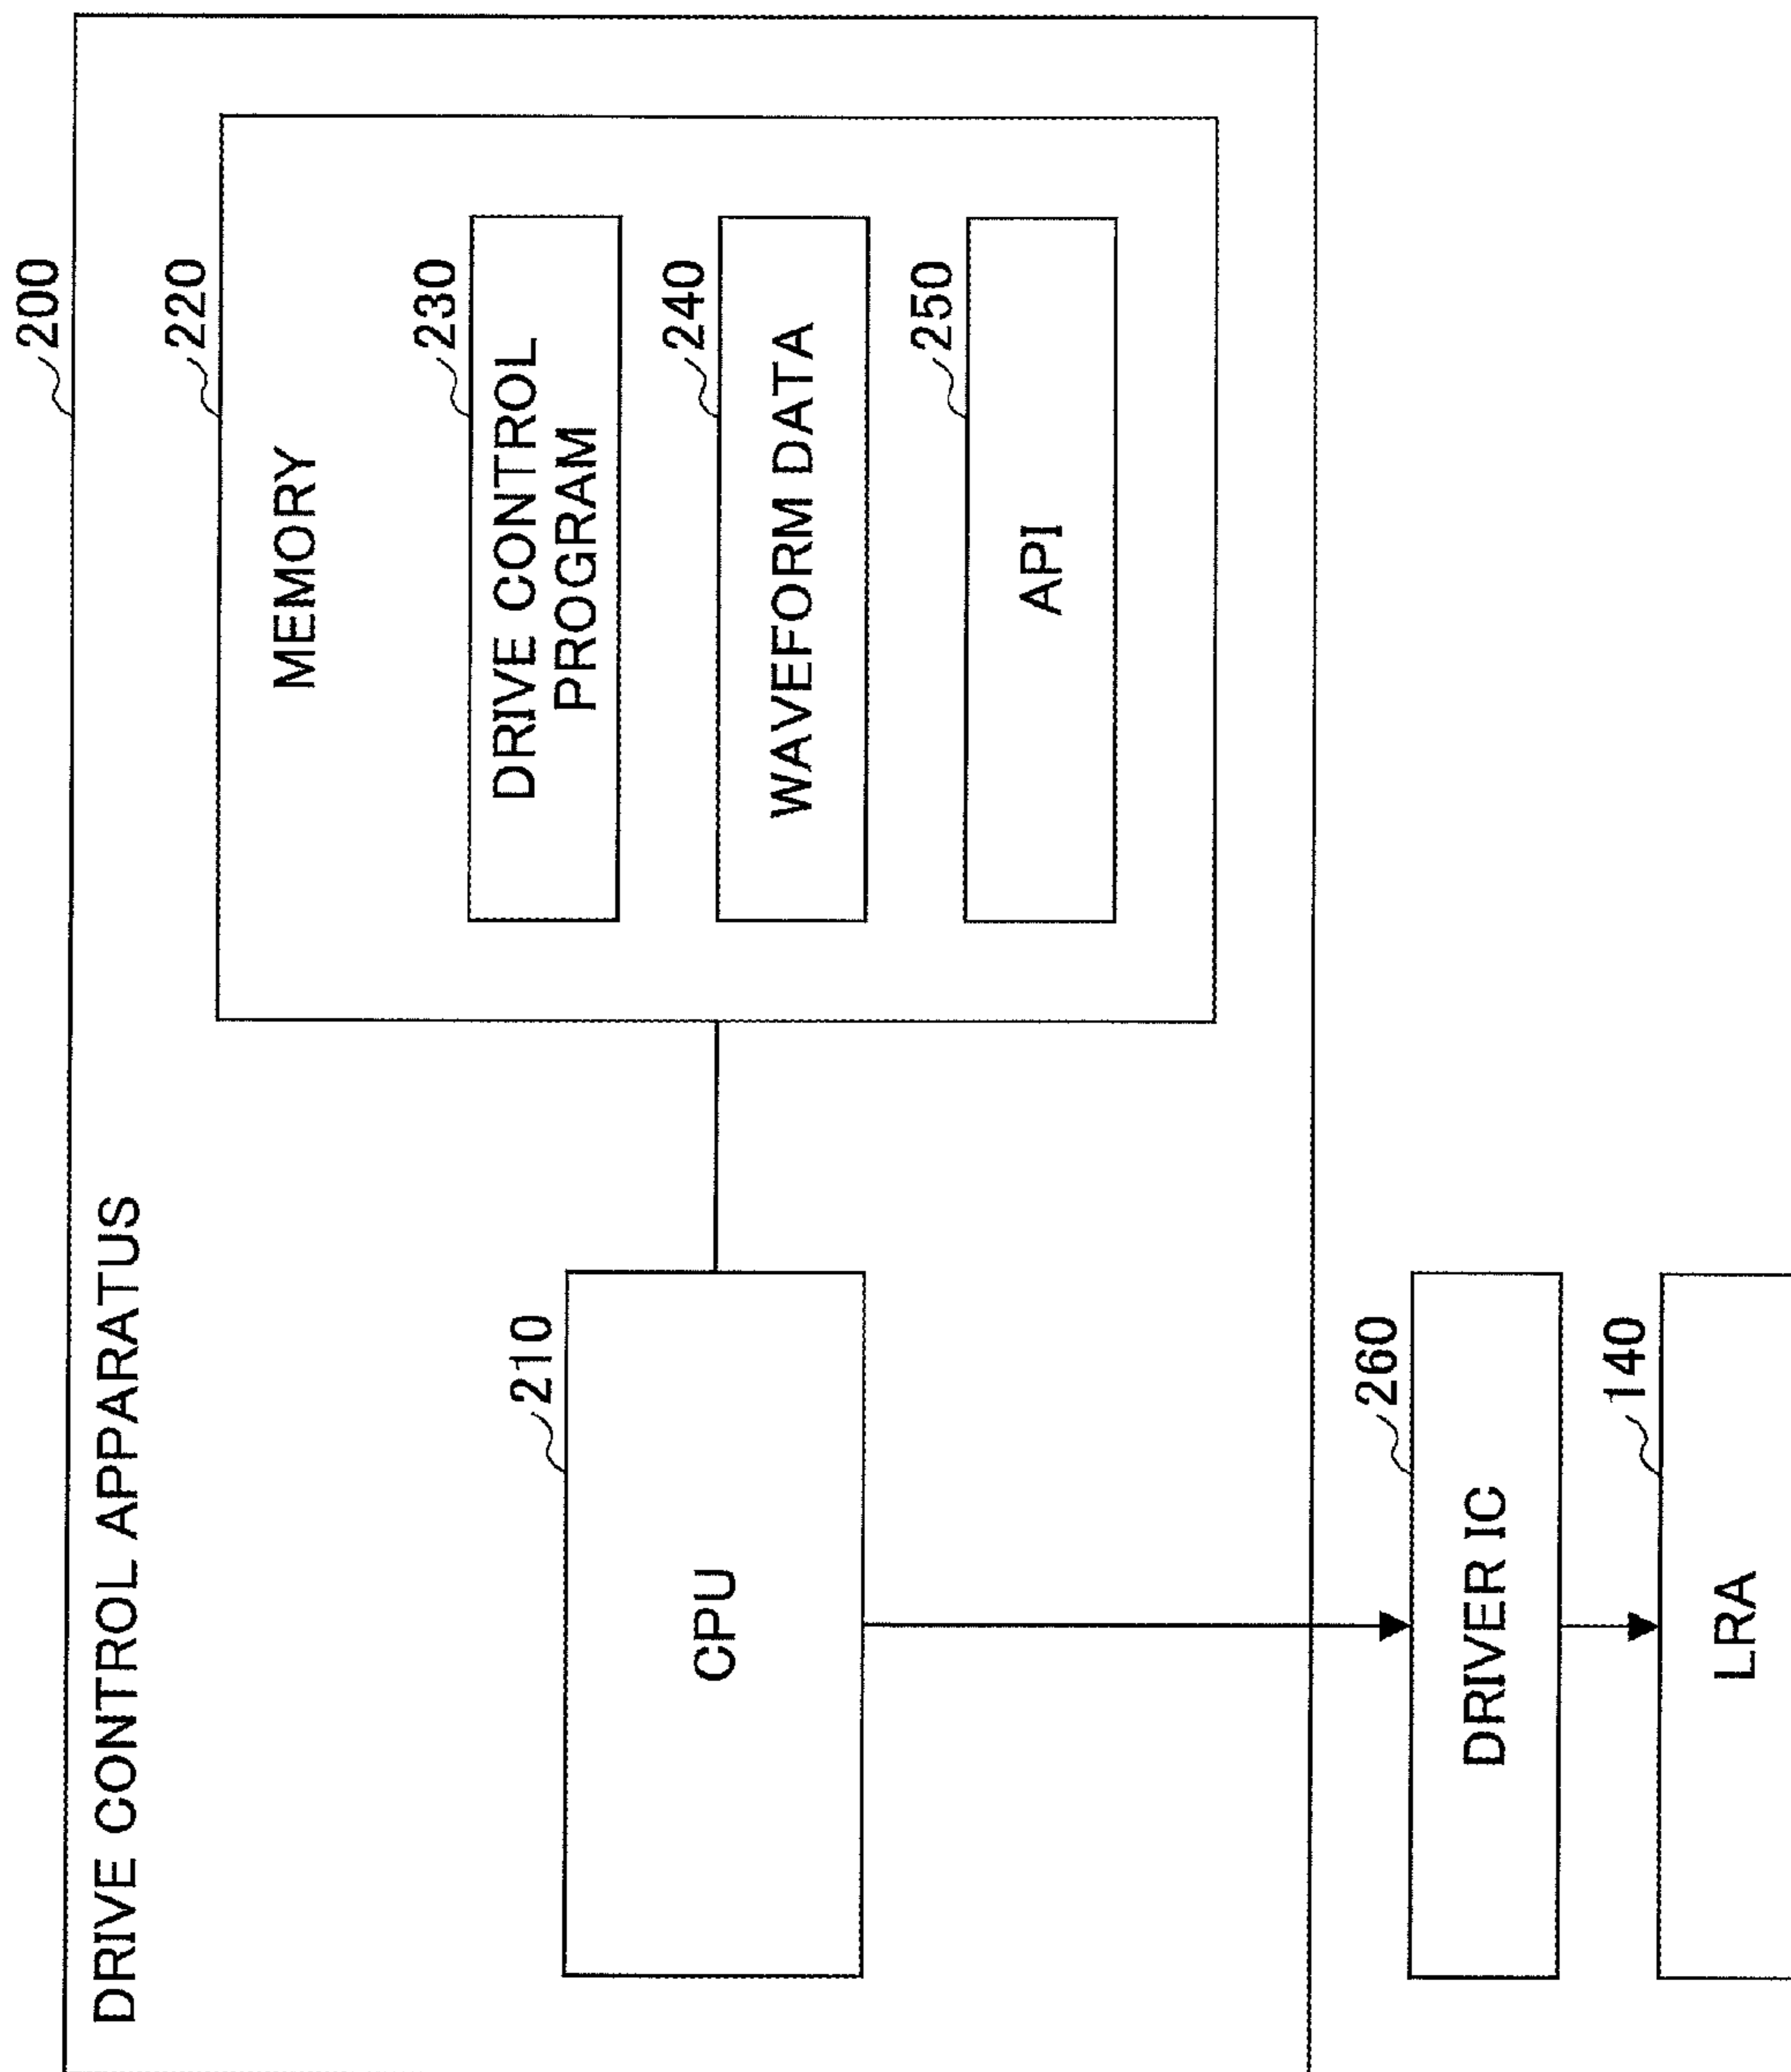 DRIVE CONTROL APPARATUS
200
220
MEMORY
230
DRIVE CONTROL
PROGRAM
210
CPU
240
WAVEFORM DATA
250
API
260
DRIVER IC
140
LRA